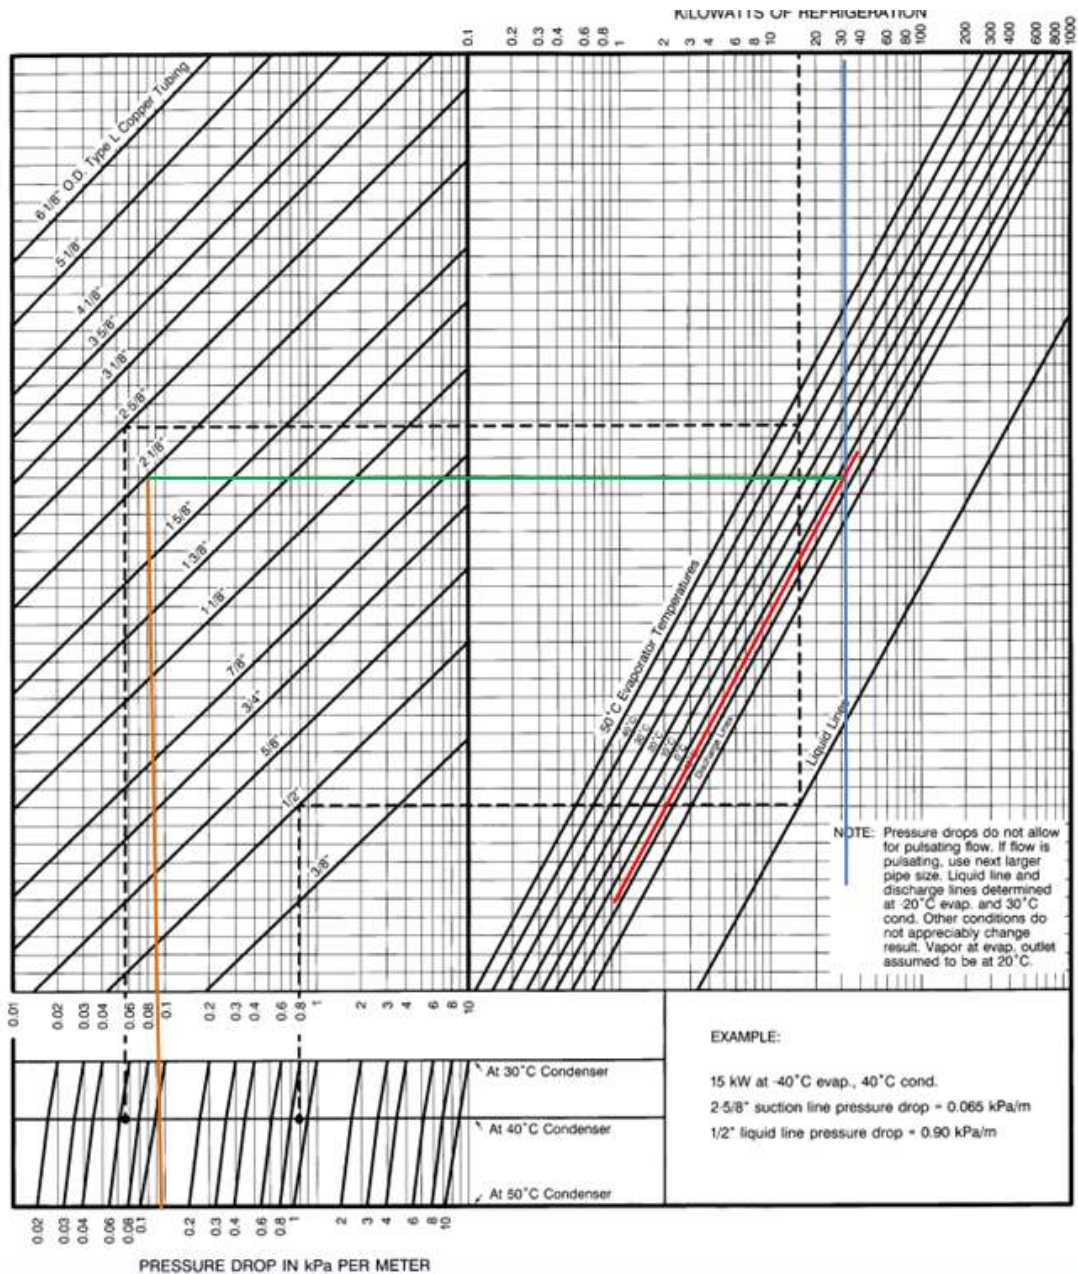 KILOWATTS OF REFRIGERATION
0.1 0.2 0.3 0.4 0.6 0.8 1 2 3 4 6 8 10 20 30 40 60 80 100 200 300 400 600 800 1000
6 1/8" O.D. Type L Copper Tubing
5 1/8"
4 1/8"
3 5/8"
3 1/8"
2 5/8"
2 1/8"
1-5/8"
1-3/8"
1-1/8"
7/8"
3/4"
5/8"
1/2"
3/8"
50°C Evaporator Temperatures
40°C
30°C
20°C
10°C
0°C
Discharge Lines
Liquid Lines
NOTE: Pressure drops do not allow
for pulsating flow. If flow is
pulsating, use next larger
pipe size. Liquid line and
discharge lines determined
at -20°C evap. and 30°C
cond. Other conditions do
not appreciably change
result. Vapor at evap. outlet
assumed to be at 20°C.
0.01 0.02 0.03 0.04 0.06 0.08 0.1 0.2 0.3 0.4 0.6 0.8 1 2 3 4 6 8 10
At 30°C Condenser
At 40°C Condenser
At 50°C Condenser
EXAMPLE:
15 kW at -40°C evap., 40°C cond.
2-5/8" suction line pressure drop = 0.065 kPa/m
1/2" liquid line pressure drop = 0.90 kPa/m
0.02 0.03 0.04 0.06 0.08 0.1 0.2 0.3 0.4 0.6 0.8 1 2 3 4 6 8 10
PRESSURE DROP IN kPa PER METER